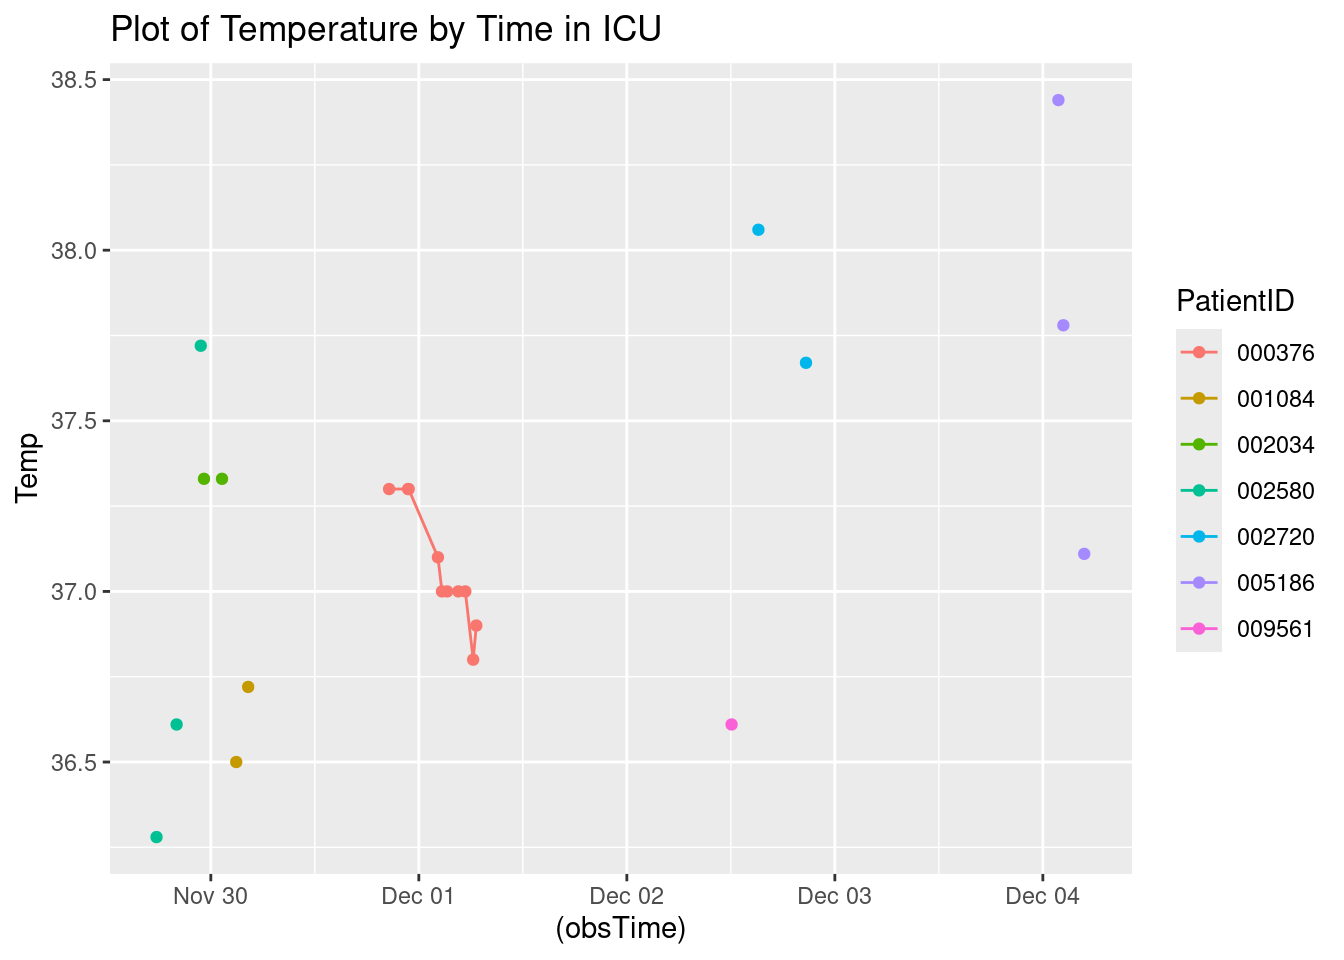 Plot of Temperature by Time in ICU
38.5
38.0
37.5
37.0
36.5
Temp
Nov 30
Dec 01
Dec 02
Dec 03
Dec 04
(obsTime)
PatientID
000376
001084
002034
002580
002720
005186
009561